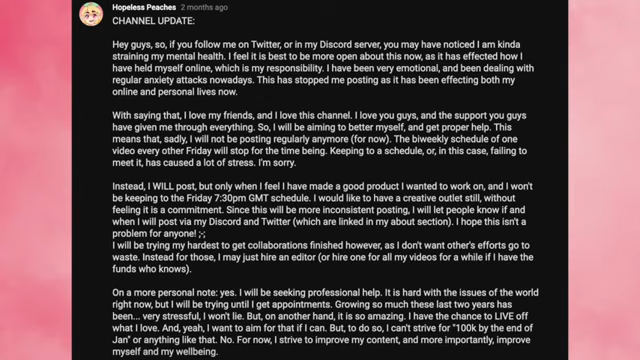 Hopeless Peaches 2 months ago
CHANNEL UPDATE:
Hey guys, so, if you follow me on Twitter, or in my Discord server, you may have noticed I am kinda
straining my mental health. I feel it is best to be more open about this now, as it has effected how I
have held myself online, which is my responsibility. I have been very emotional, and been dealing with
regular anxiety attacks nowadays. This has stopped me posting as it has been effecting both my
online and personal lives now.
With saying that, I love my friends, and I love this channel. I love you guys, and the support you guys
have given me through everything. So, I will be aiming to better myself, and get proper help. This
means that, sadly, I will not be posting regularly anymore (for now). The biweekly schedule of one
video every other Friday will stop for the time being. Keeping to a schedule, or, in this case, failing to
meet it, has caused a lot of stress. I'm sorry.
Instead, I WILL post, but only when I feel I have made a good product I wanted to work on, and I won't
be keeping to the Friday 7:30pm GMT schedule. I would like to have a creative outlet still, without
feeling it is a commitment. Since this will be more inconsistent posting, I will let people know if and
when I will post via my Discord and Twitter (which are linked in my about section). I hope this isn't a
problem for anyone! ;-;
I will be trying my hardest to get collaborations finished however, as I don't want other's efforts go to
waste. Instead for those, I may just hire an editor (or hire one for all my videos for a while if I have the
funds who knows).
On a more personal note: yes. I will be seeking professional help. It is hard with the issues of the world
right now, but I will be trying until I get appointments. Growing so much these last two years has
been... very stressful, I won't lie. But, on another hand, it is so amazing. I have the chance to LIVE off
what I love. And, yeah, I want to aim for that if I can. But, to do so, I can't strive for "100k by the end of
Jan" or anything like that. No. For now, I strive to improve my content, and more importantly, improve
myself and my wellbeing.